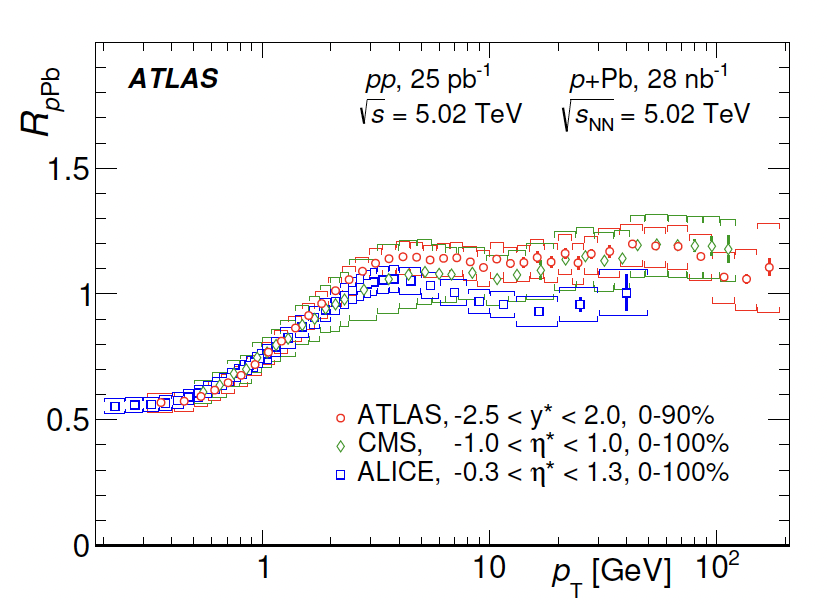 ATLAS
pp, 25 pb⁻¹
p+Pb, 28 nb⁻¹
√s = 5.02 TeV
√sNN = 5.02 TeV
RpPb
1.5
1
0.5
0
ATLAS, -2.5 < y* < 2.0, 0-90%
CMS, -1.0 < η* < 1.0, 0-100%
ALICE, -0.3 < η* < 1.3, 0-100%
1
10
10²
pT [GeV]